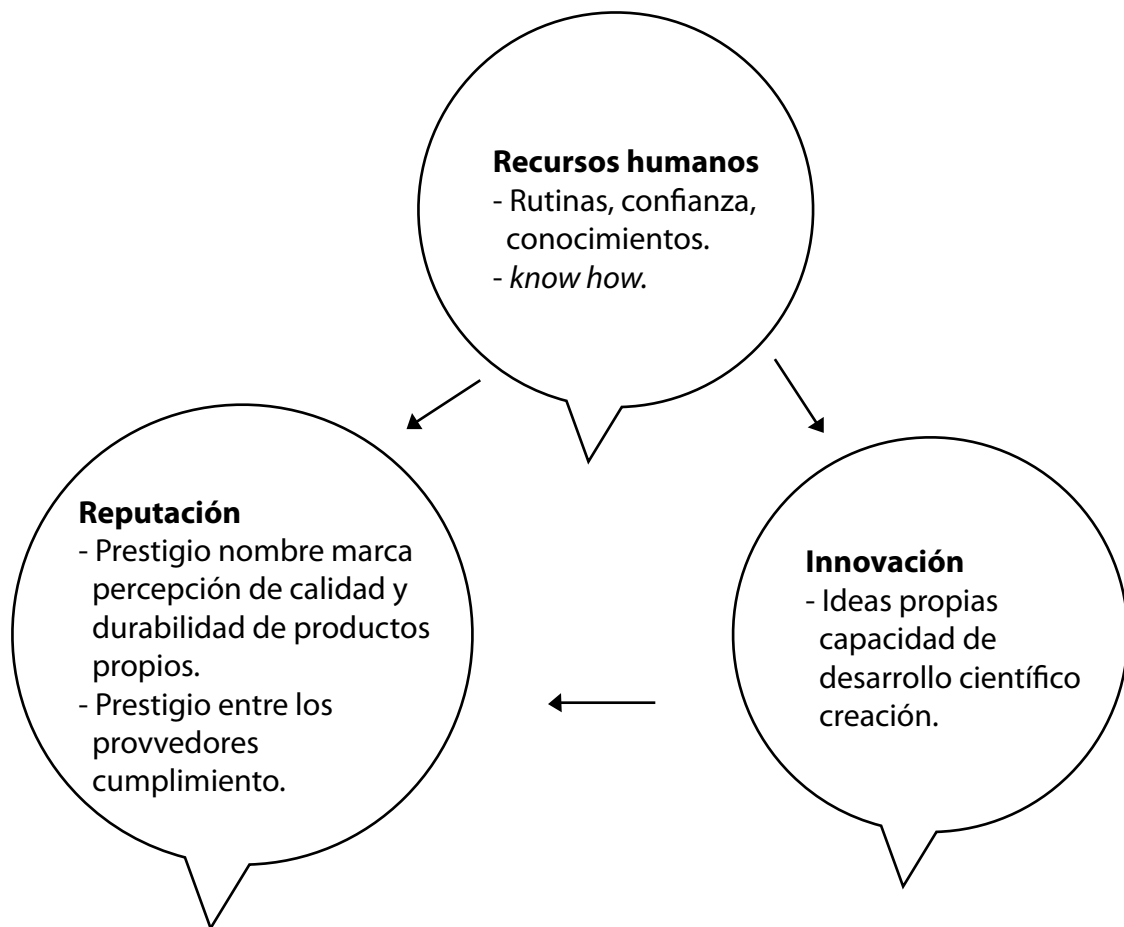 Recursos humanos
- Rutinas, confianza,
conocimientos.
- know how.
Reputación
- Prestigio nombre marca
percepción de calidad y
durabilidad de productos
propios.
- Prestigio entre los
provvedores
cumplimiento.
Innovación
- Ideas propias
capacidad de
desarrollo científico
creación.